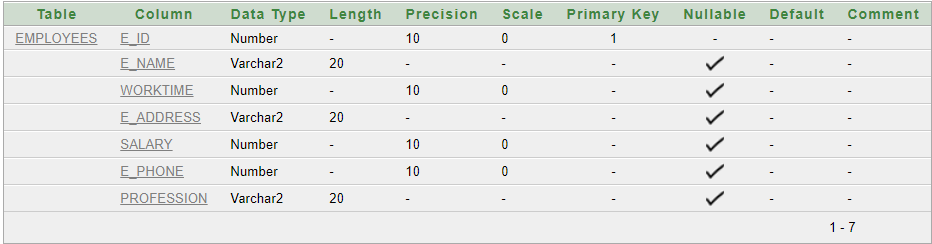 Table Column Data Type Length Precision Scale Primary Key Nullable Default Comment
EMPLOYEES E_ID Number - 10 0 1 - - -
E_NAME Varchar2 20 - - - - -
WORKTIME Number - 10 0 - - -
E_ADDRESS Varchar2 20 - - - - -
SALARY Number - 10 0 - - -
E_PHONE Number - 10 0 - - -
PROFESSION Varchar2 20 - - - - -
1 - 7